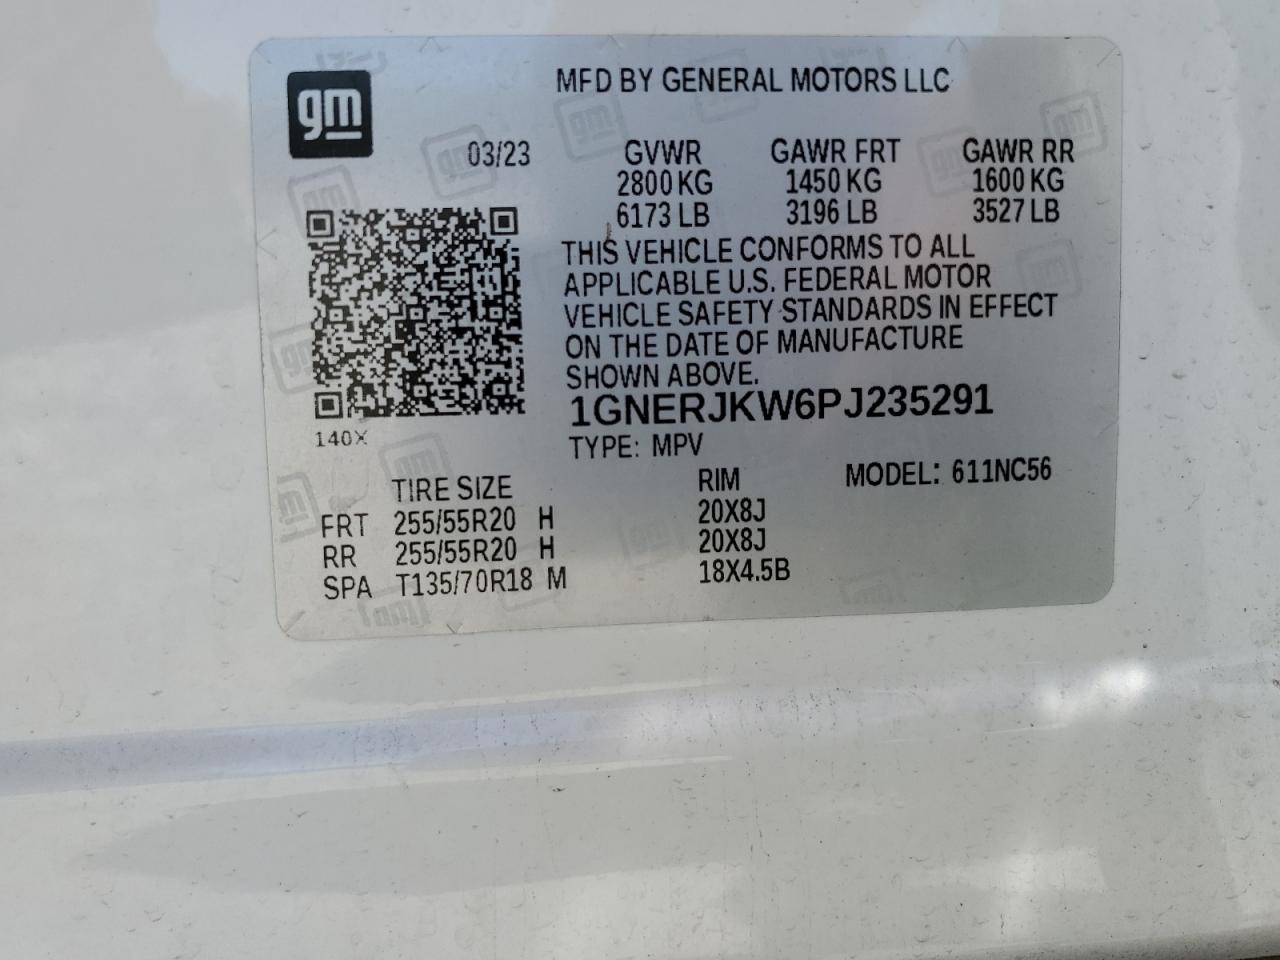 gm
MFD BY GENERAL MOTORS LLC
03/23
GVWR GAWR FRT GAWR RR
2800 KG 1450 KG 1600 KG
6173 LB 3196 LB 3527 LB
THIS VEHICLE CONFORMS TO ALL
APPLICABLE U.S. FEDERAL MOTOR
VEHICLE SAFETY STANDARDS IN EFFECT
ON THE DATE OF MANUFACTURE
SHOWN ABOVE.
1GNERJKW6PJ235291
140X
TYPE: MPV
TIRE SIZE RIM MODEL: 611NC56
FRT 255/55R20 H 20X8J
RR 255/55R20 H 20X8J
SPA T135/70R18 M 18X4.5B